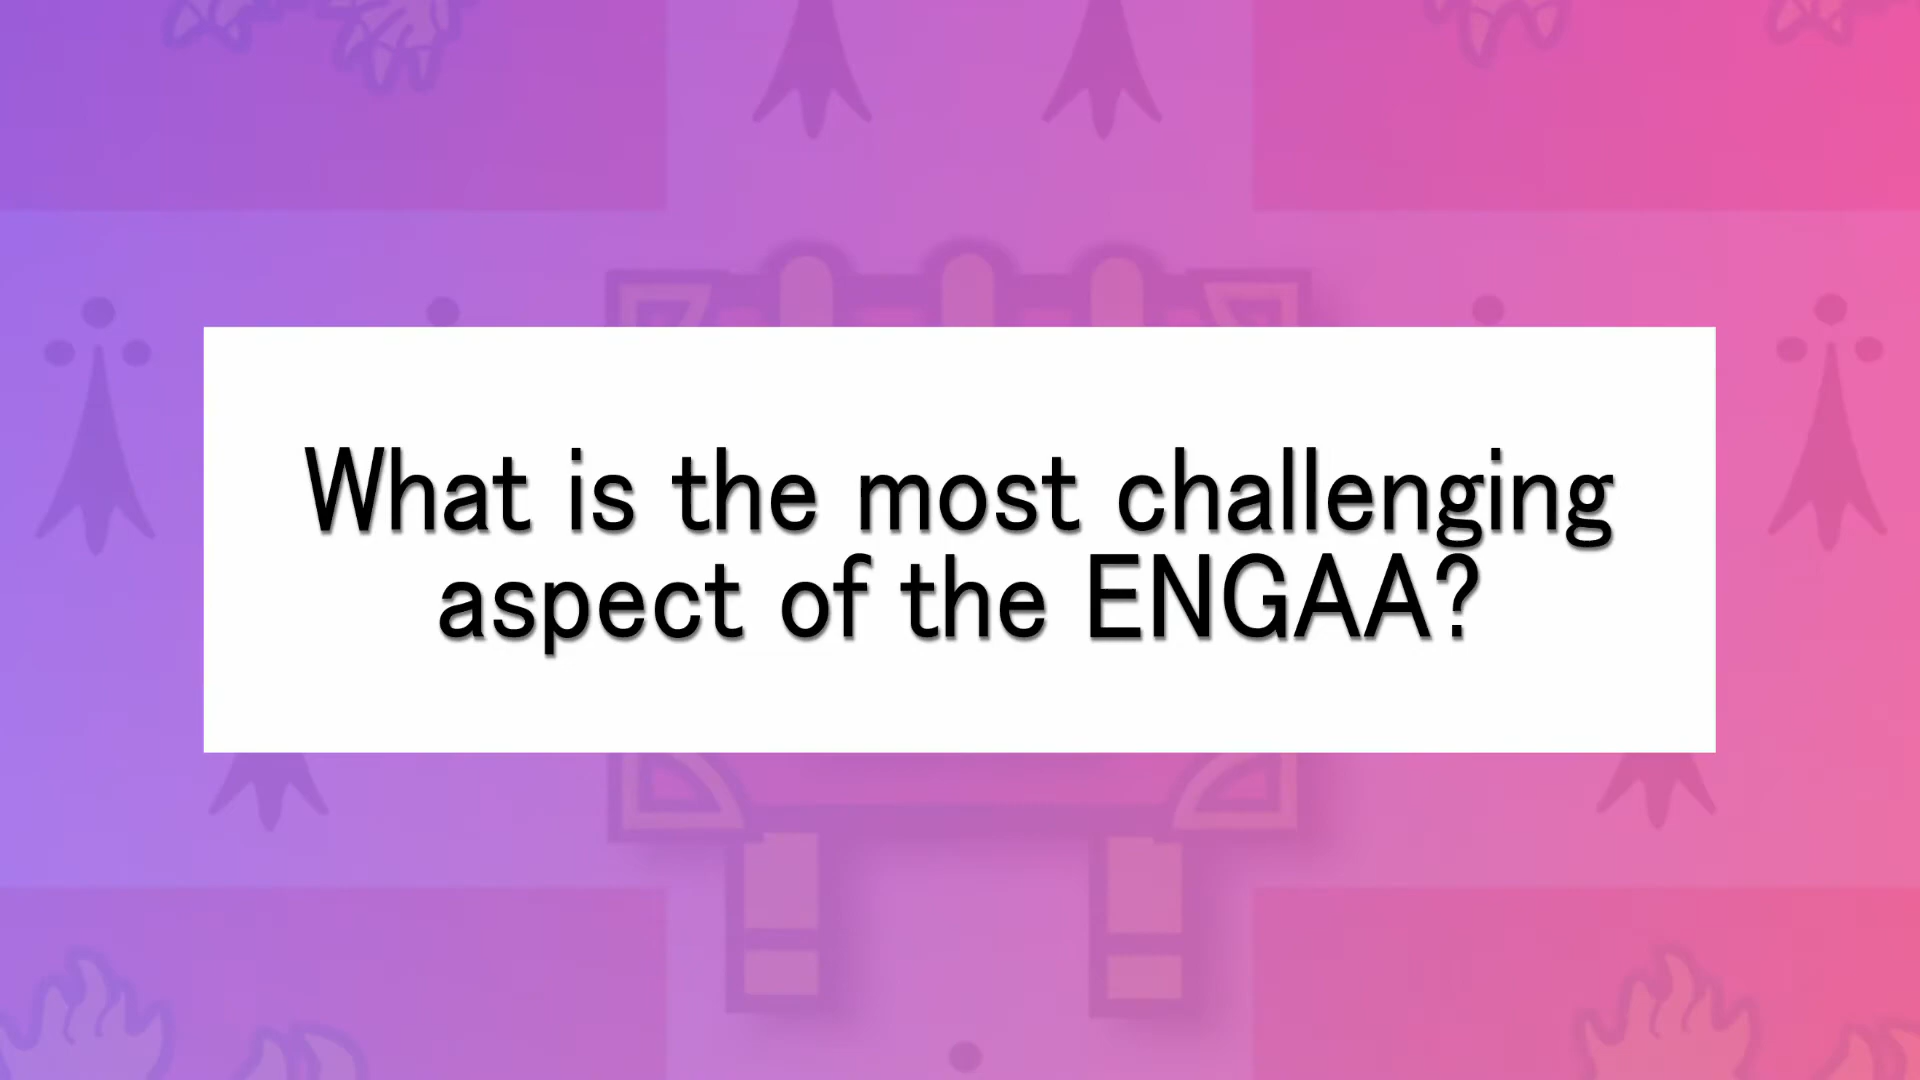 What is the most challenging
aspect of the ENGAA?